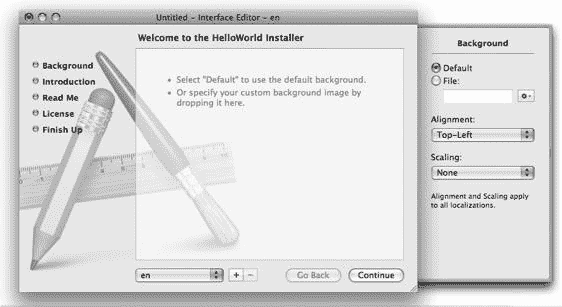 Untitled – Interface Editor – en
Welcome to the HelloWorld Installer
Background
Introduction
Read Me
License
Finish Up
• Select "Default" to use the default background.
• Or specify your custom background image by
dropping it here.
en
+ −
Go Back
Continue
Background
Default
File:
Alignment:
Top-Left
Scaling:
None
Alignment and Scaling apply
to all localizations.